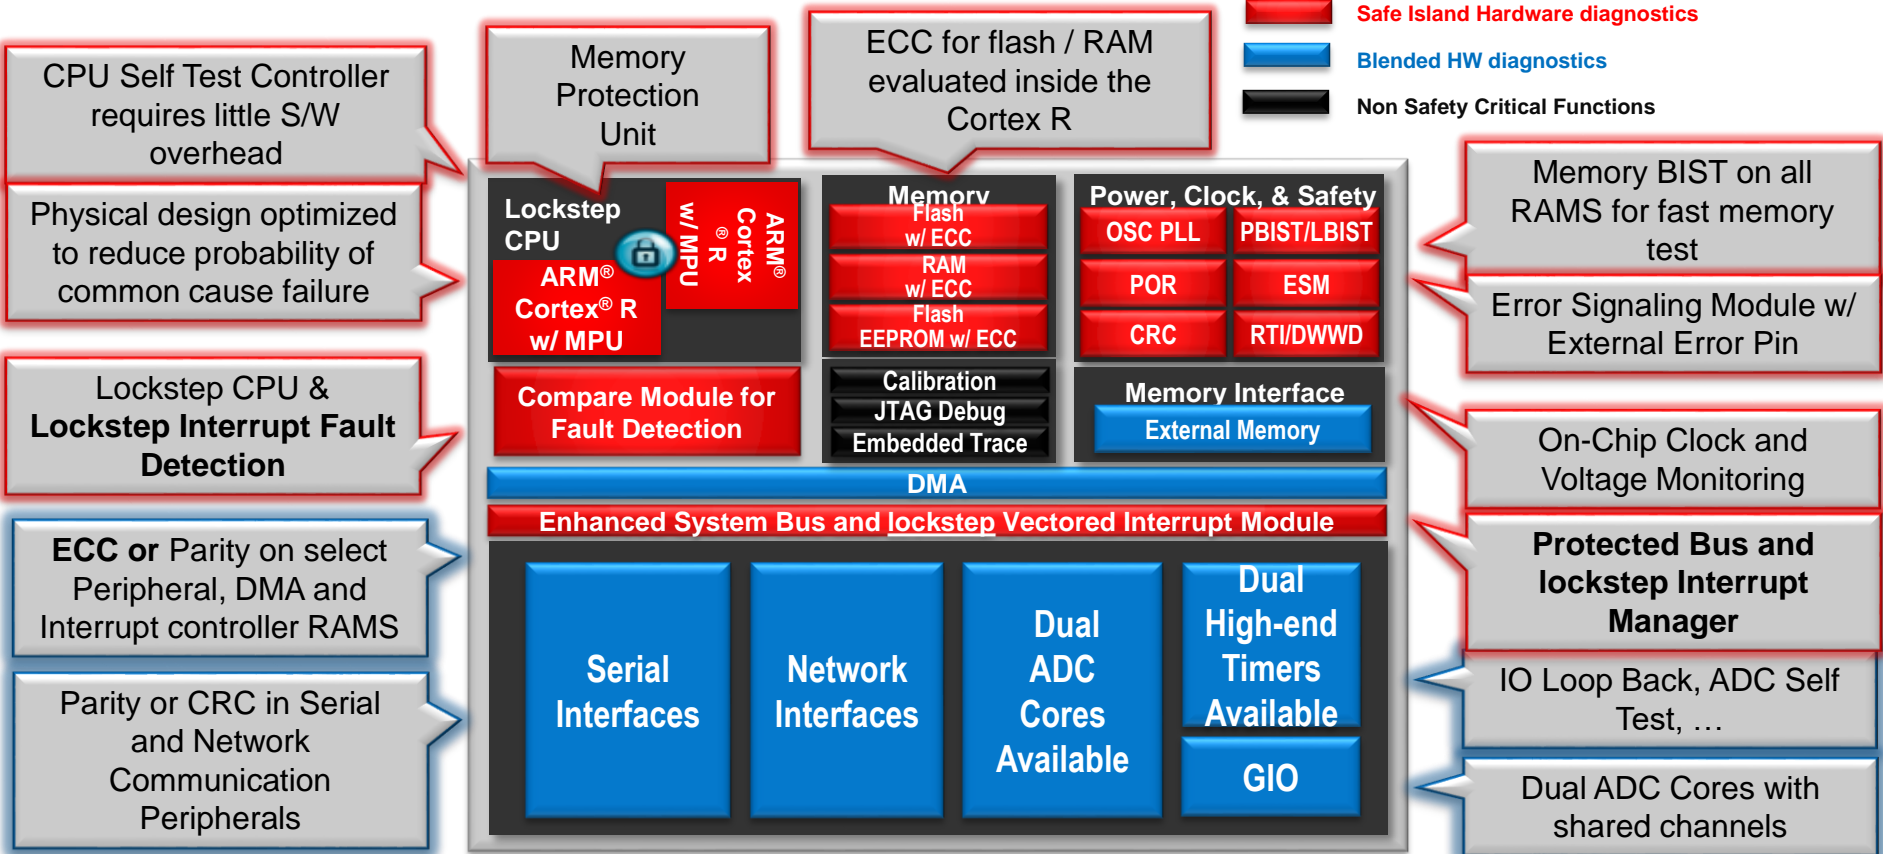 Safe Island Hardware diagnostics
Blended HW diagnostics
Non Safety Critical Functions
CPU Self Test Controller
requires little S/W
overhead
Memory
Protection
Unit
ECC for flash / RAM
evaluated inside the
Cortex R
Physical design optimized
to reduce probability of
common cause failure
Lockstep CPU &
Lockstep Interrupt Fault
Detection
ECC or Parity on select
Peripheral, DMA and
Interrupt controller RAMS
Parity or CRC in Serial
and Network
Communication
Peripherals
Lockstep
CPU
ARM®
Cortex® R
w/ MPU
ARM®
Cortex
® R
w/ MPU
Compare Module for
Fault Detection
Memory
Flash
w/ ECC
RAM
w/ ECC
Flash
EEPROM w/ ECC
Calibration
JTAG Debug
Embedded Trace
Power, Clock, & Safety
OSC PLL
PBIST/LBIST
POR
ESM
CRC
RTI/DWWD
Memory Interface
External Memory
DMA
Enhanced System Bus and lockstep Vectored Interrupt Module
Serial
Interfaces
Network
Interfaces
Dual
ADC
Cores
Available
Dual
High-end
Timers
Available
GIO
Memory BIST on all
RAMS for fast memory
test
Error Signaling Module w/
External Error Pin
On-Chip Clock and
Voltage Monitoring
Protected Bus and
lockstep Interrupt
Manager
IO Loop Back, ADC Self
Test, …
Dual ADC Cores with
shared channels